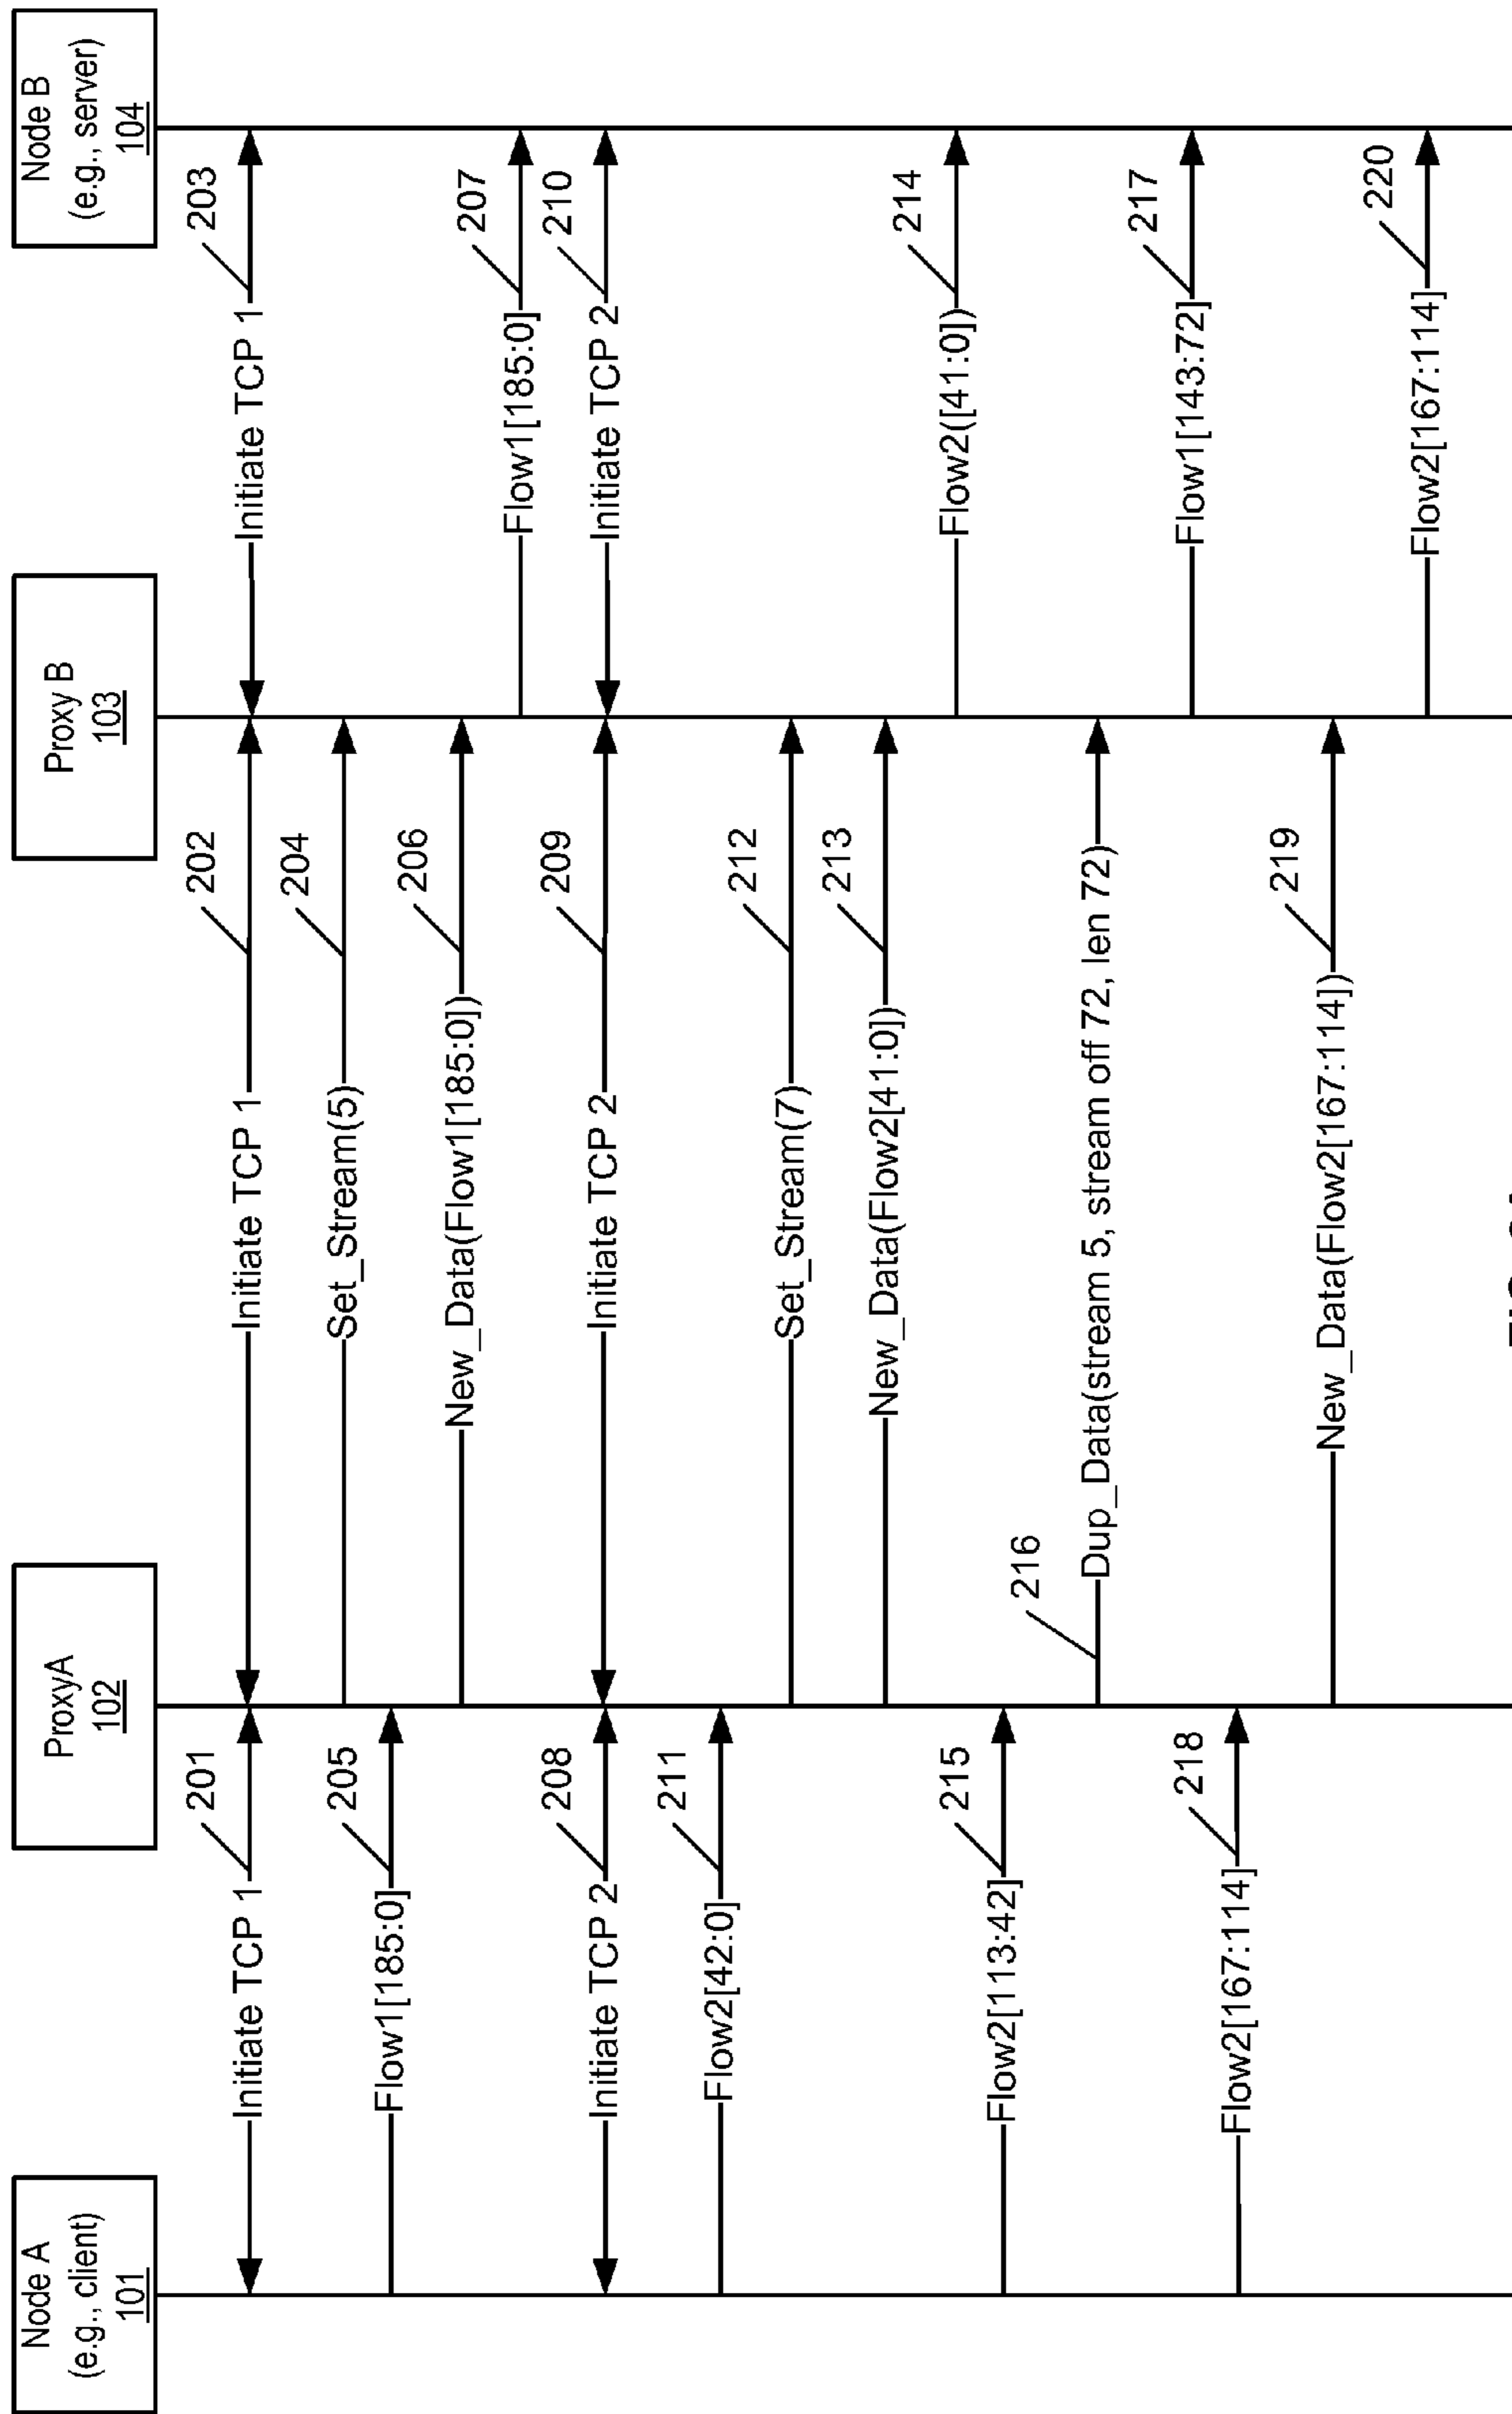 Node A
(e.g., client)
101
ProxyA
102
Proxy B
103
Node B
(e.g., server)
104
Initiate TCP 1
201
Initiate TCP 1
202
Initiate TCP 1
203
Set_Stream(5)
204
Flow1[185:0]
205
New_Data(Flow1[185:0])
206
Flow1[185:0]
207
Initiate TCP 2
208
Initiate TCP 2
209
Initiate TCP 2
210
Flow2[42:0]
211
Set_Stream(7)
212
New_Data(Flow2[41:0])
213
Flow2([41:0])
214
Flow2[113:42]
215
216
Dup_Data(stream 5, stream off 72, len 72)
Flow1[143:72]
217
Flow2[167:114]
218
New_Data(Flow2[167:114])
219
Flow2[167:114]
220